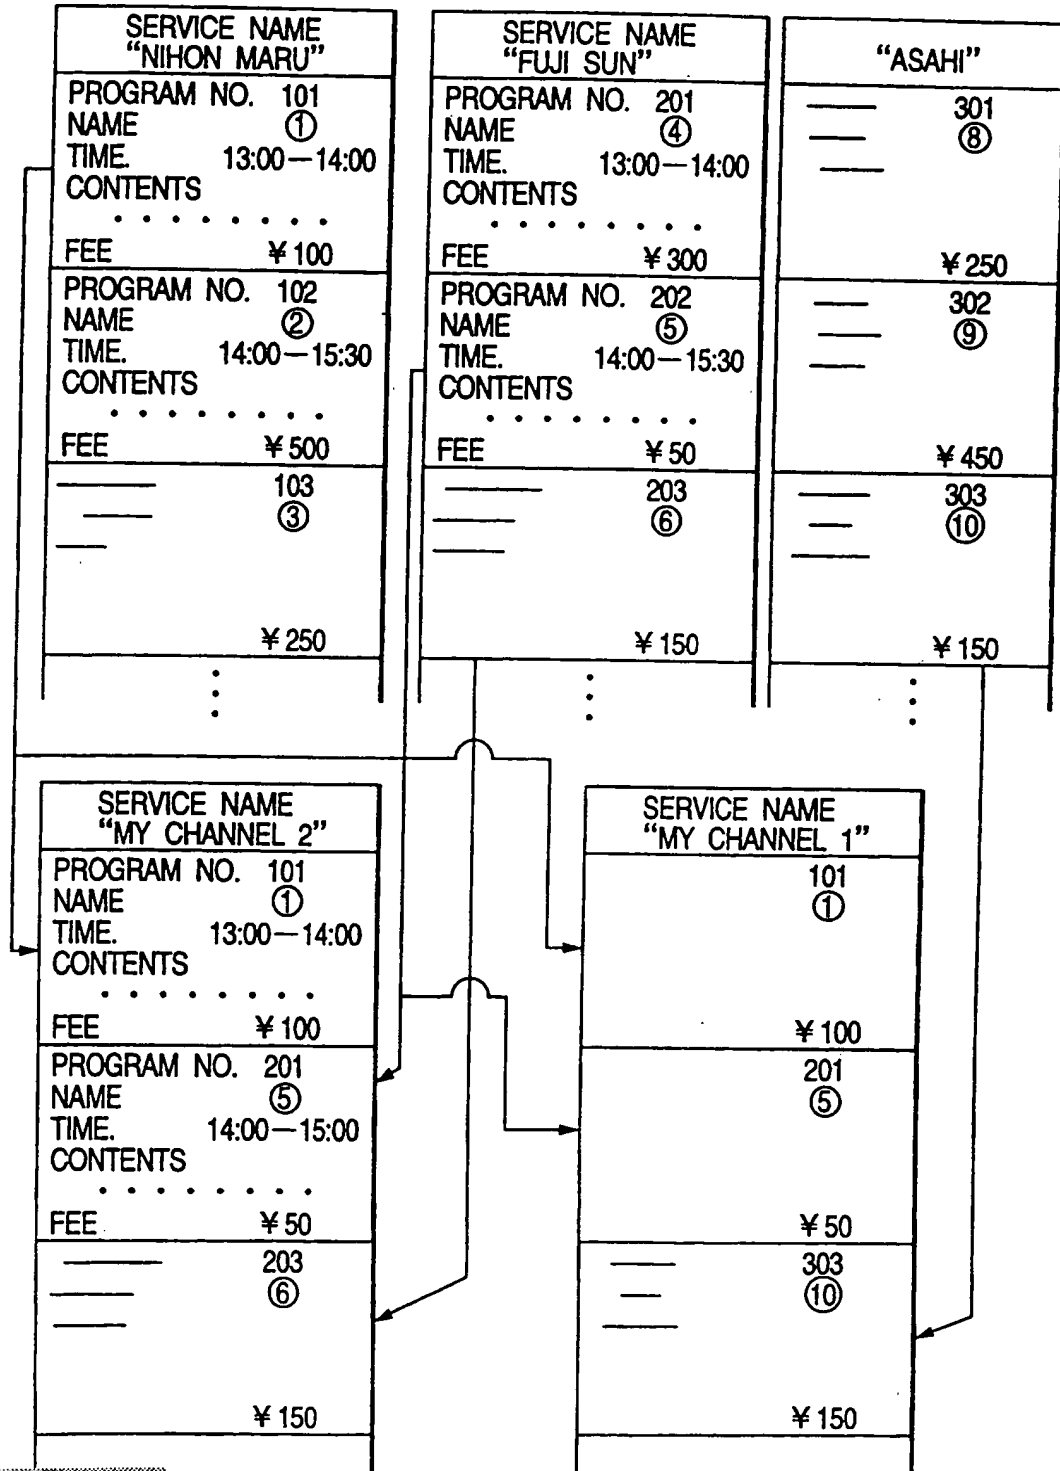 SERVICE NAME
“NIHON MARU”
PROGRAM NO. 101
NAME ①
TIME. 13:00—14:00
CONTENTS
. . . . . . . .
FEE ¥100
PROGRAM NO. 102
NAME ②
TIME. 14:00—15:30
CONTENTS
. . . . . . . .
FEE ¥500
103
③
¥250
SERVICE NAME
“FUJI SUN”
PROGRAM NO. 201
NAME ④
TIME. 13:00—14:00
CONTENTS
. . . . . . . .
FEE ¥300
PROGRAM NO. 202
NAME ⑤
TIME. 14:00—15:30
CONTENTS
. . . . . . . .
FEE ¥50
203
⑥
¥150
“ASAHI”
301
⑧
¥250
302
⑨
¥450
303
⑩
¥150
SERVICE NAME
“MY CHANNEL 2”
PROGRAM NO. 101
NAME ①
TIME. 13:00—14:00
CONTENTS
. . . . . . . .
FEE ¥100
PROGRAM NO. 201
NAME ⑤
TIME. 14:00—15:00
CONTENTS
. . . . . . . .
FEE ¥50
203
⑥
¥150
SERVICE NAME
“MY CHANNEL 1”
101
①
¥100
201
⑤
¥50
303
⑩
¥150